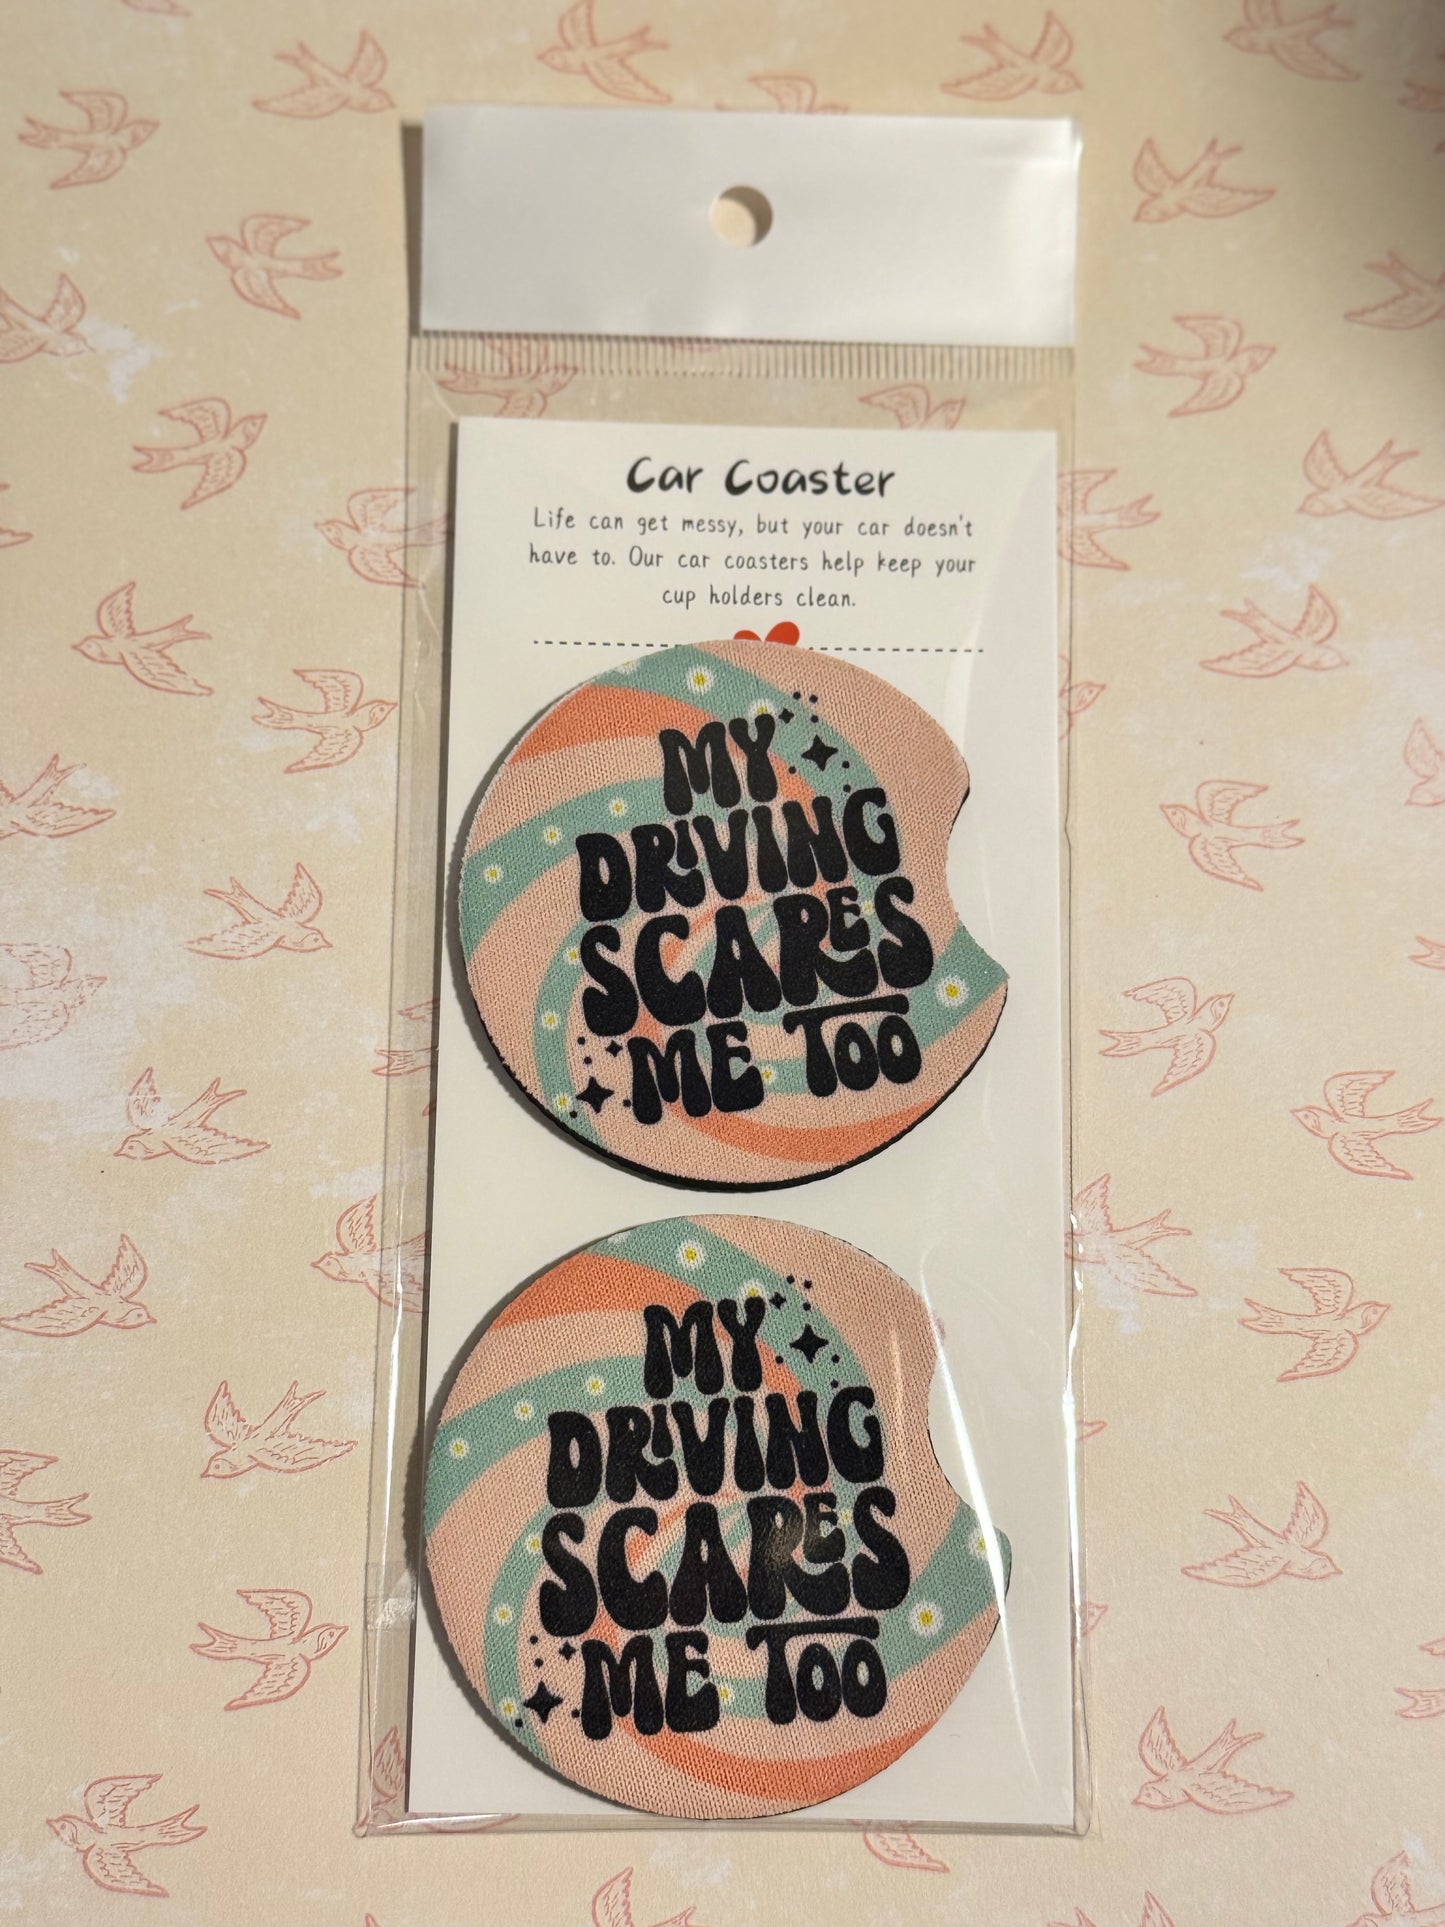 Car Coaster
Life can get messy, but your car doesn't
have to. Our car coasters help keep your
cup holders clean.
MY
DRIVING
SCARES
ME TOO
MY
DRIVING
SCARES
ME TOO